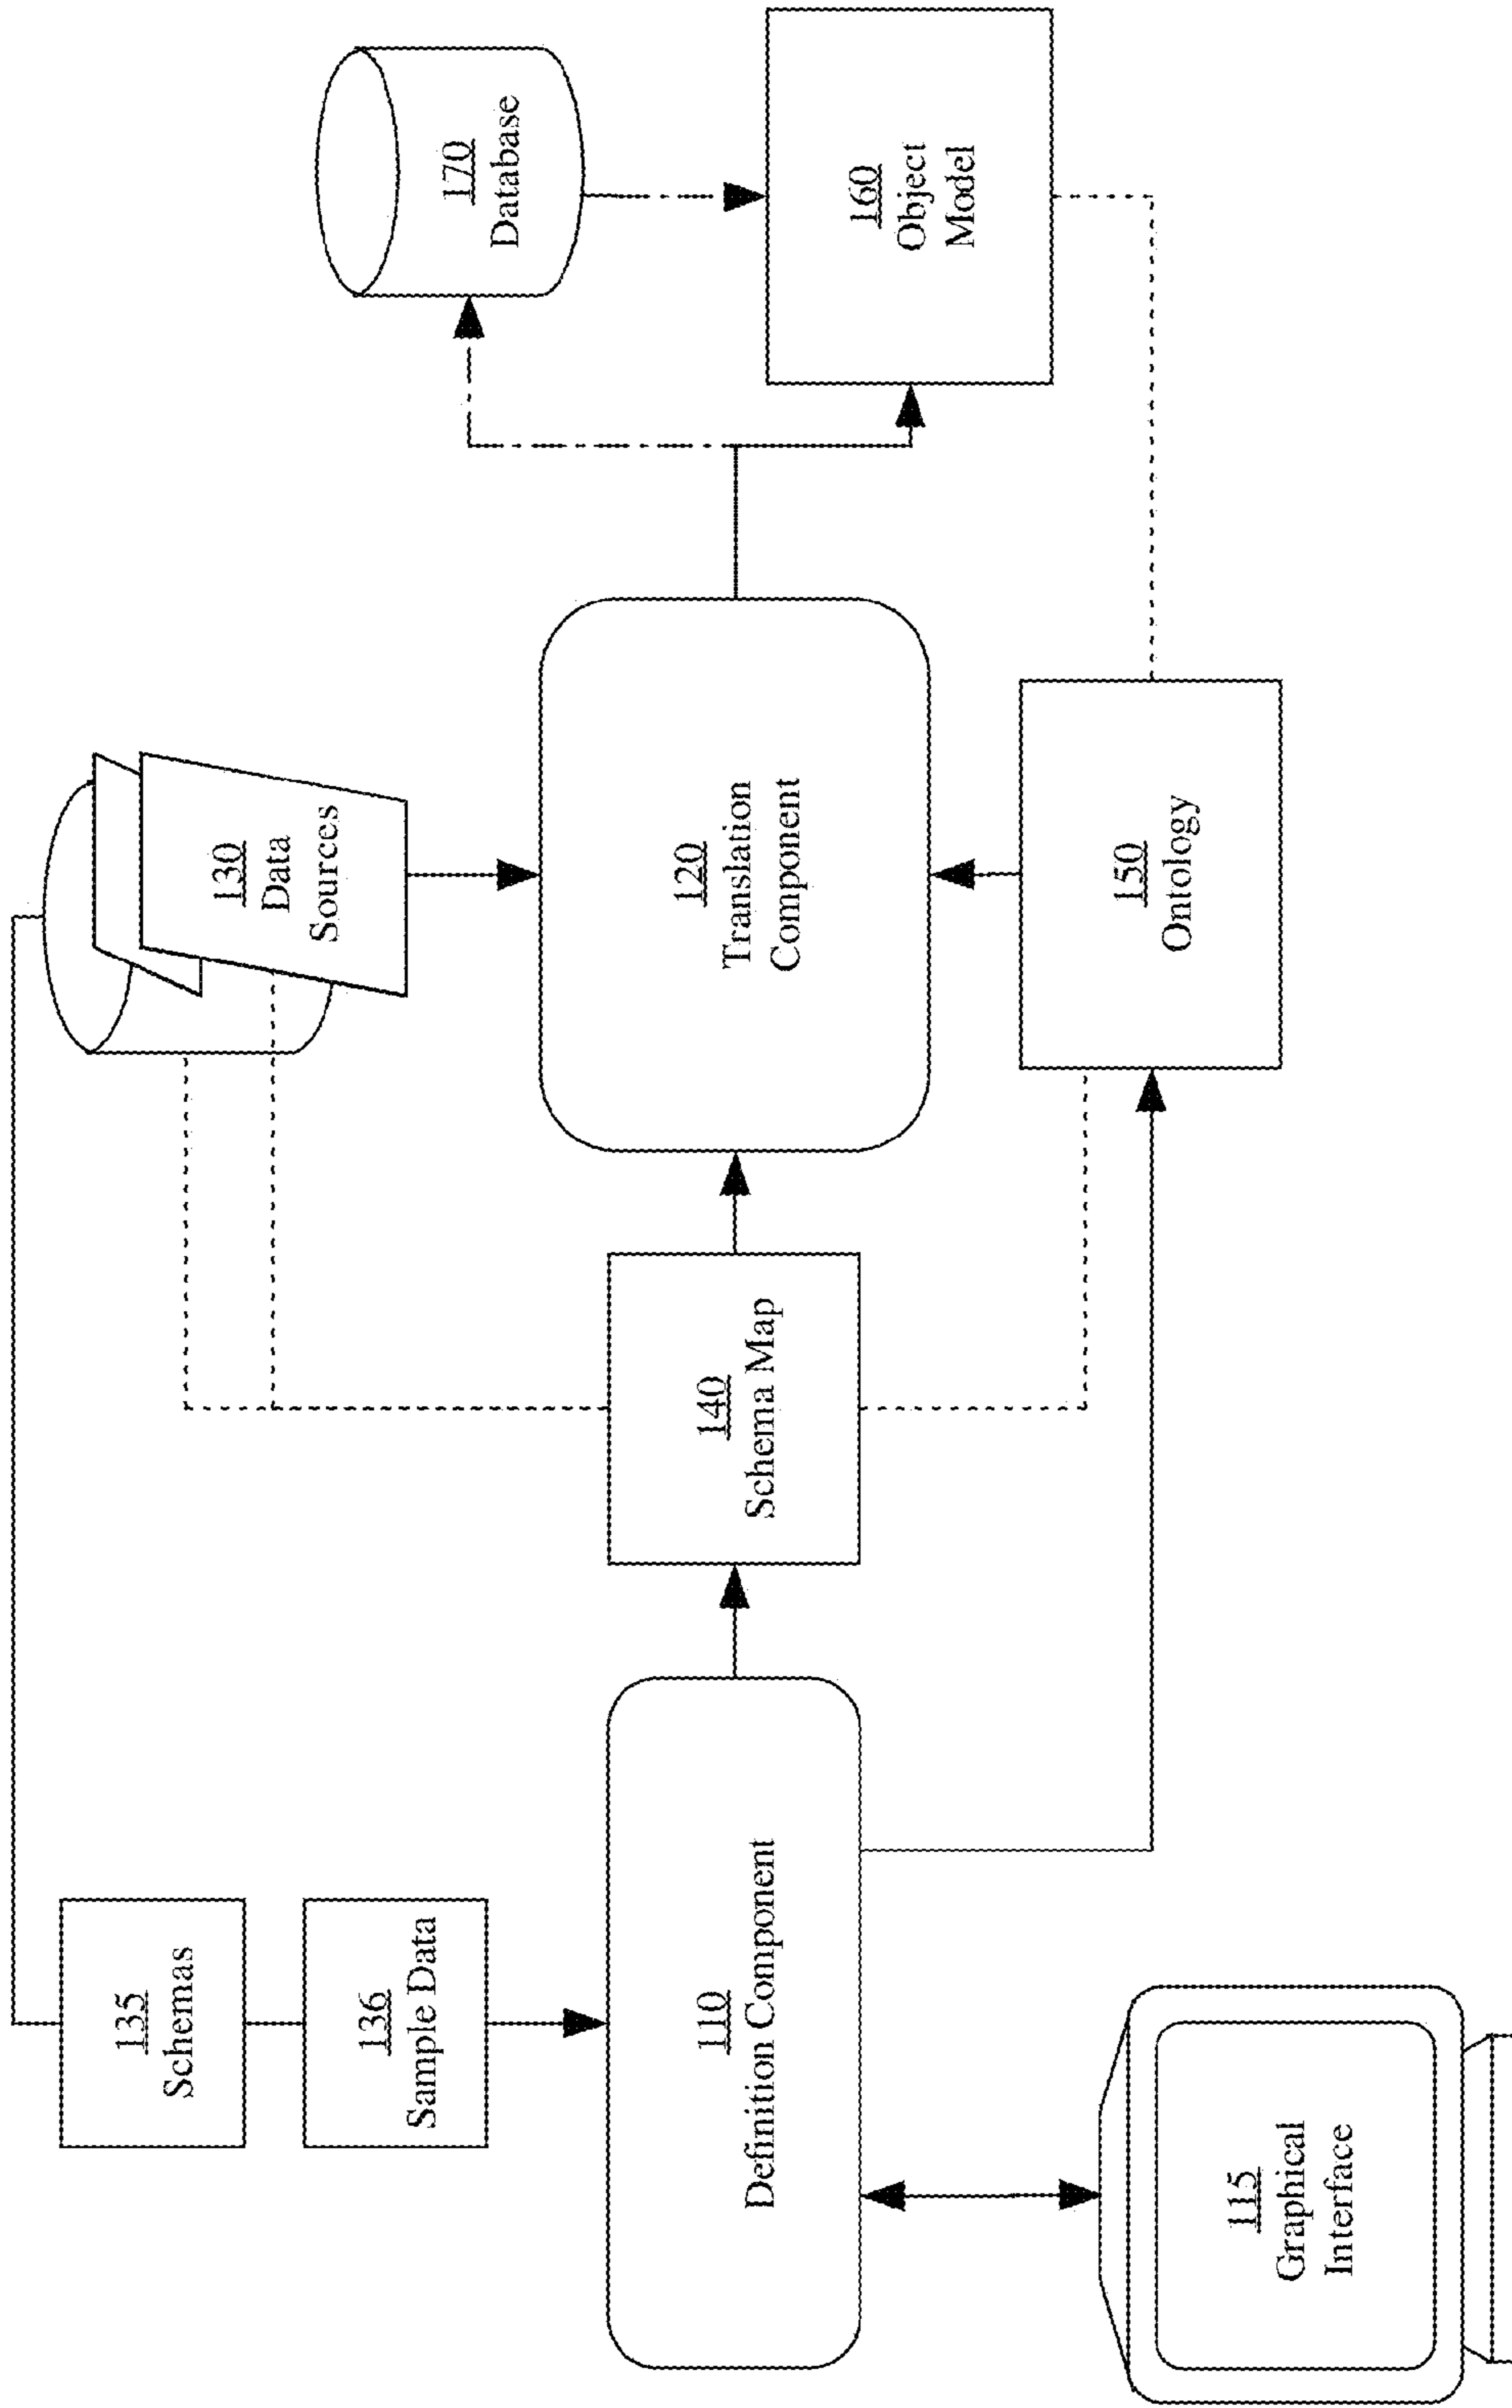 135
Schemas
136
Sample Data
110
Definition Component
115
Graphical
Interface
140
Schema Map
130
Data
Sources
120
Translation
Component
150
Ontology
170
Database
160
Object
Model